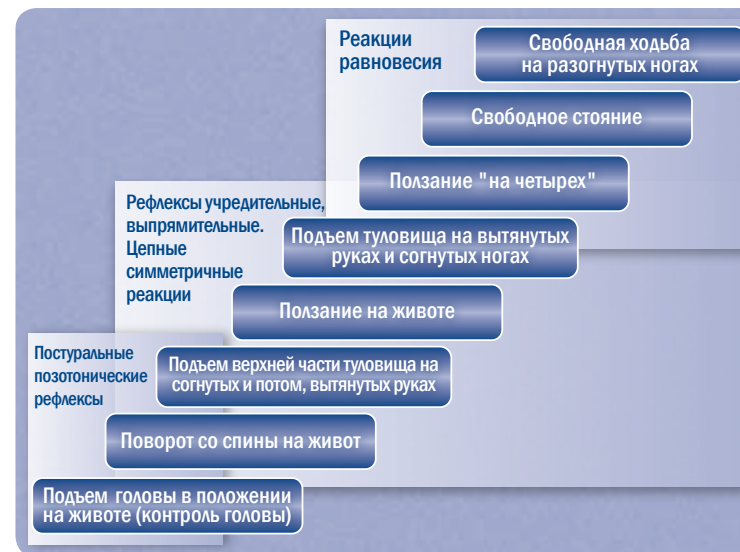 Реакции
равновесия
Свободная ходьба
на разогнутых ногах
Свободное стояние
Ползание "на четырех"
Рефлексы учредительные,
выпрямительные.
Цепные
симметричные
реакции
Подъем туловища на вытянутых
руках и согнутых ногах
Ползание на животе
Постуральные
позотонические
рефлексы
Подъем верхней части туловища на
согнутых и потом, вытянутых руках
Поворот со спины на живот
Подъем головы в положении
на животе (контроль головы)